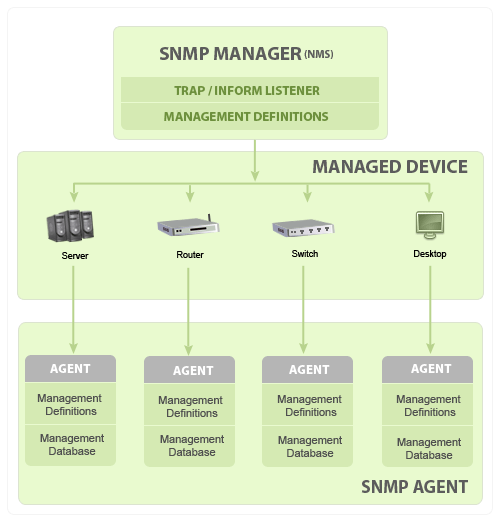 SNMP MANAGER (NMS)
TRAP / INFORM LISTENER
MANAGEMENT DEFINITIONS
MANAGED DEVICE
Server
Router
Switch
Desktop
AGENT
Management
Definitions
Management
Database
AGENT
Management
Definitions
Management
Database
AGENT
Management
Definitions
Management
Database
AGENT
Management
Definitions
Management
Database
SNMP AGENT